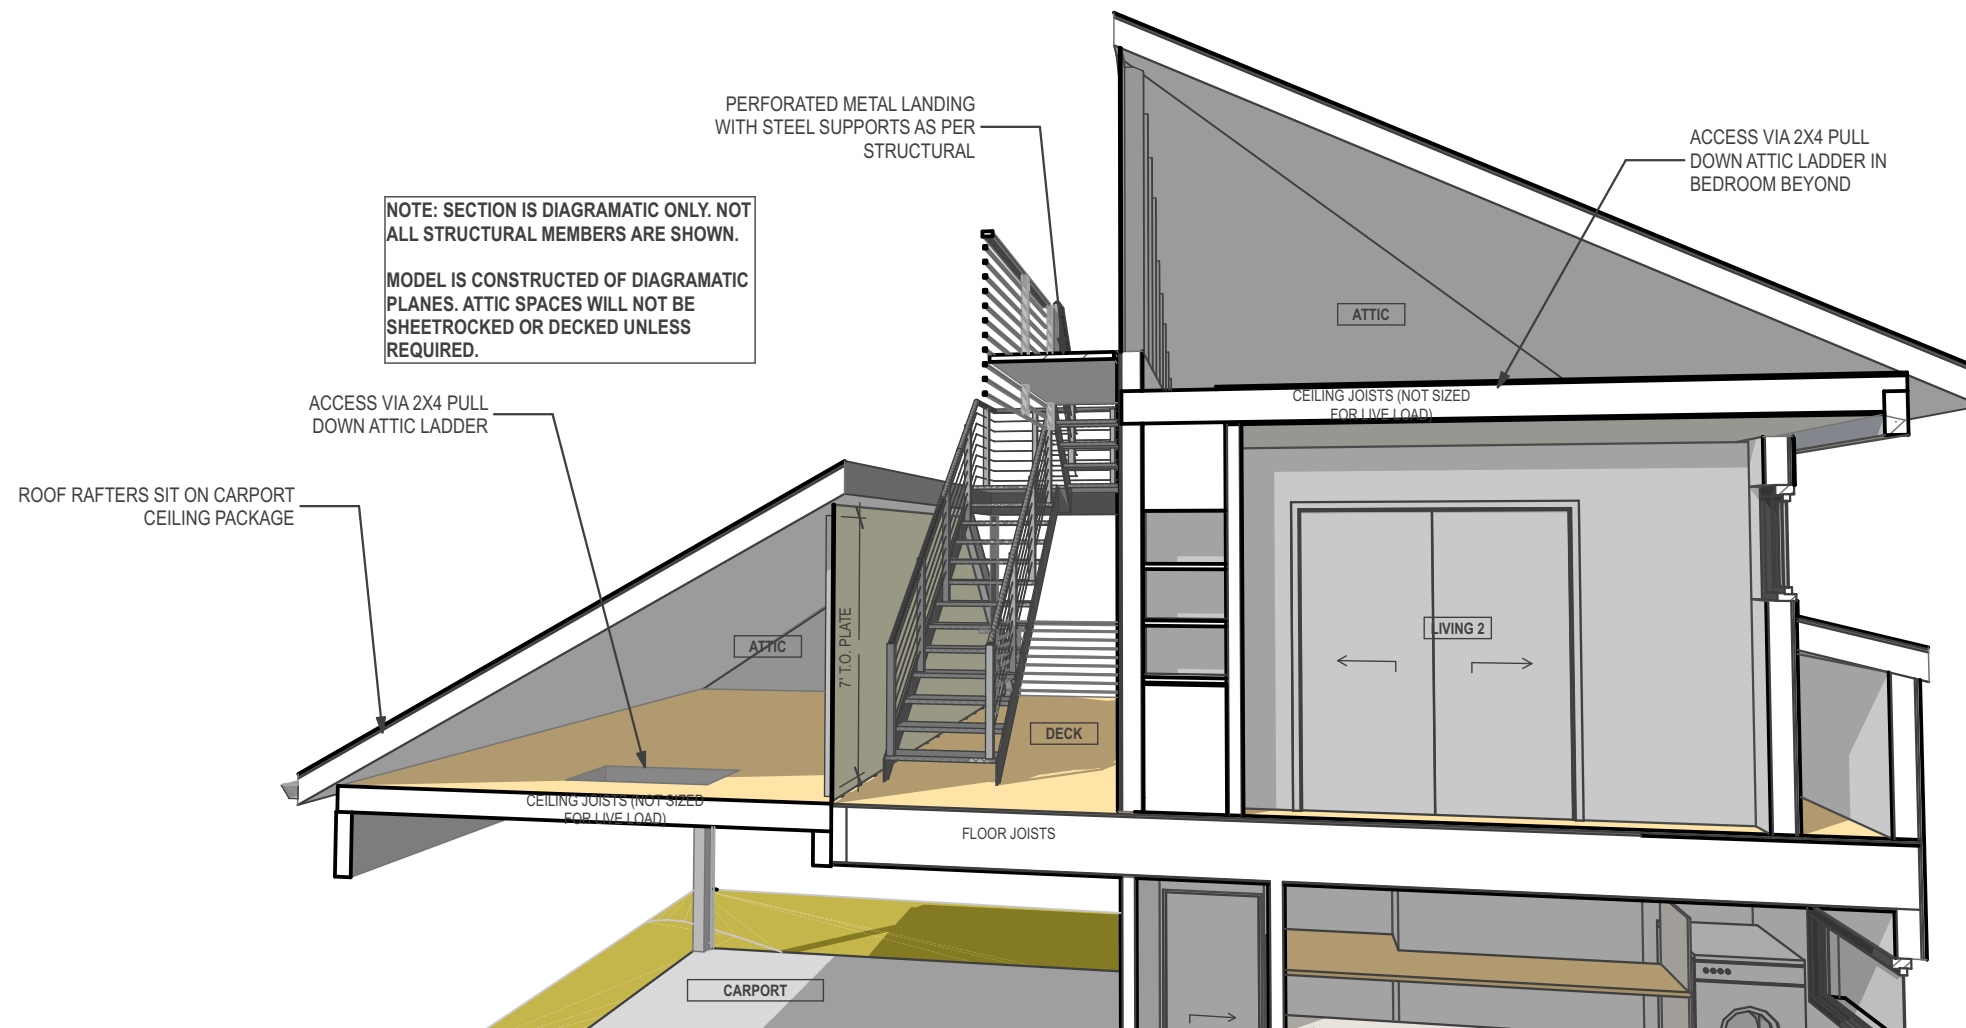 PERFORATED METAL LANDING
WITH STEEL SUPPORTS AS PER
STRUCTURAL
ACCESS VIA 2X4 PULL
DOWN ATTIC LADDER IN
BEDROOM BEYOND
NOTE: SECTION IS DIAGRAMATIC ONLY. NOT
ALL STRUCTURAL MEMBERS ARE SHOWN.
MODEL IS CONSTRUCTED OF DIAGRAMATIC
PLANES. ATTIC SPACES WILL NOT BE
SHEETROCKED OR DECKED UNLESS
REQUIRED.
ATTIC
CEILING JOISTS (NOT SIZED
FOR LIVE LOAD)
ACCESS VIA 2X4 PULL
DOWN ATTIC LADDER
ROOF RAFTERS SIT ON CARPORT
CEILING PACKAGE
7' T.O. PLATE
ATTIC
LIVING 2
DECK
CEILING JOISTS (NOT SIZED
FOR LIVE LOAD)
FLOOR JOISTS
CARPORT